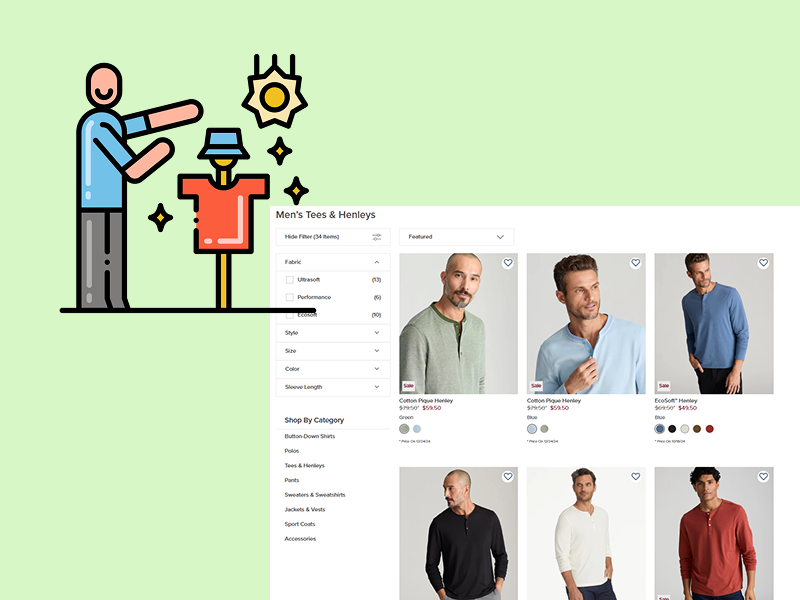 Men's Tees & Henleys
Hide Filter (34 Items)
Featured
Fabric
Ultrasoft (13)
Performance (6)
Ecosoft (10)
Style
Size
Color
Sleeve Length
Shop By Category
Button-Down Shirts
Polos
Tees & Henleys
Pants
Sweaters & Sweatshirts
Jackets & Vests
Sport Coats
Accessories
Sale
Cotton Pique Henley
$79.50* $59.50
Green
* Price On 12/24/24
Sale
Cotton Pique Henley
$79.50* $59.50
Blue
* Price On 12/24/24
Sale
EcoSoft™ Henley
$69.50* $49.50
Blue
* Price On 10/18/24
Sale